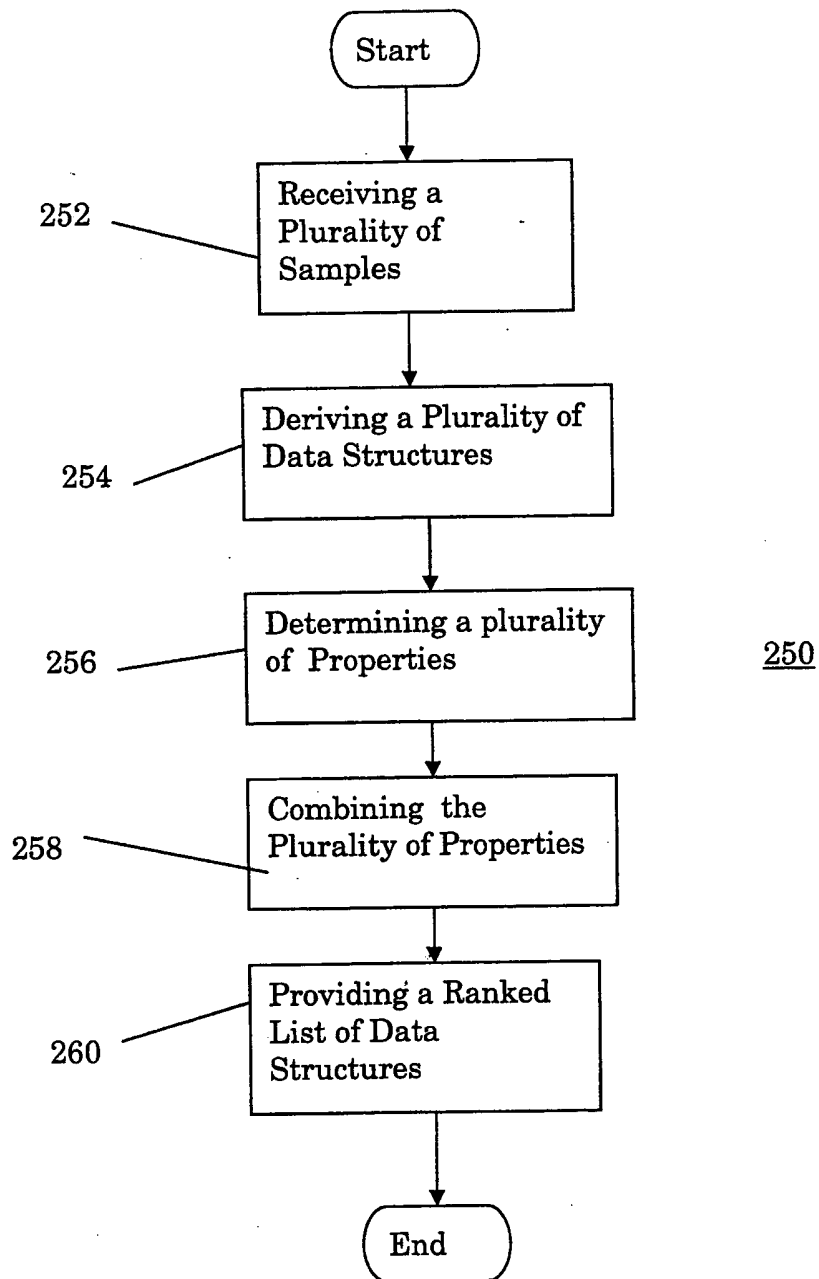 Start
252
Receiving a
Plurality of
Samples
254
Deriving a Plurality of
Data Structures
256
Determining a plurality
of Properties
250
258
Combining the
Plurality of Properties
260
Providing a Ranked
List of Data
Structures
End